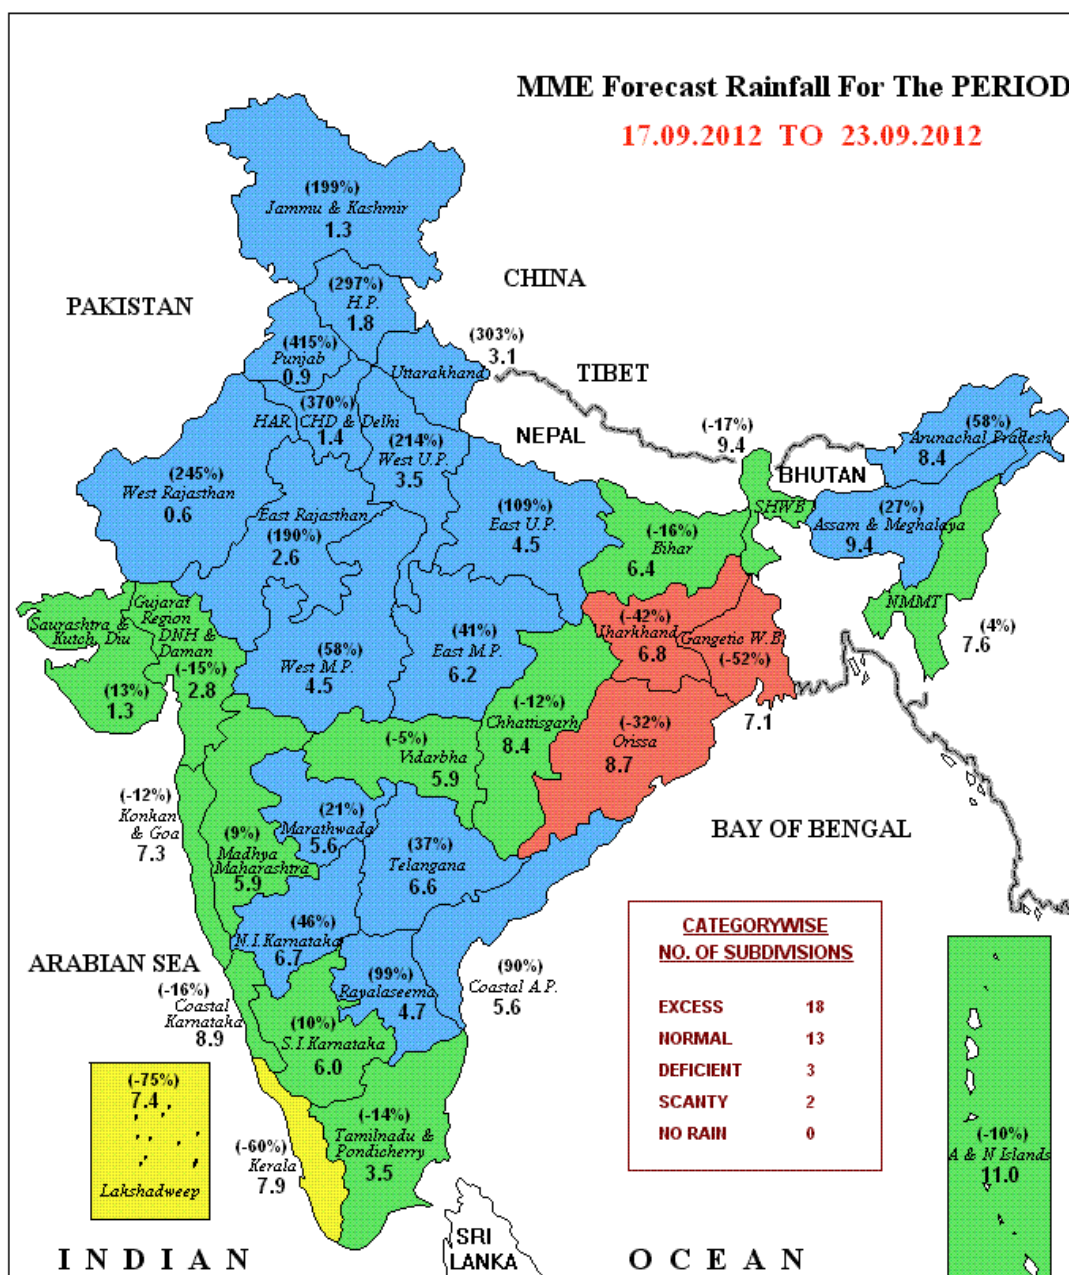 MME Forecast Rainfall For The PERIOD
17.09.2012 TO 23.09.2012
(199%)
Jammu & Kashmir
1.3
CHINA
PAKISTAN
(297%)
H.P.
1.8
(415%)
Punjab
0.9
Uttarakhand
(303%)
3.1
TIBET
(370%)
HAR. CHD & Delhi
1.4
NEPAL
(214%)
West U.P.
3.5
(-17%)
9.4
BHUTAN
SHWB
(58%)
Arunachal Pradesh
8.4
(245%)
West Rajasthan
0.6
East Rajasthan
(190%)
2.6
(109%)
East U.P.
4.5
(-16%)
Bihar
6.4
(27%)
Assam & Meghalaya
9.4
NMMT
(4%)
7.6
Saurashtra &
Kutch, Diu
(13%)
1.3
Gujarat
Region
DNH &
Daman
(-15%)
2.8
(58%)
West M.P.
4.5
(41%)
East M.P.
6.2
(-42%)
Jharkhand
6.8
Gangetic W.B.
(-52%)
7.1
(-12%)
Chhattisgarh
8.4
(-32%)
Orissa
8.7
(-5%)
Vidarbha
5.9
(-12%)
Konkan
& Goa
7.3
(9%)
Madhya
Maharashtra
5.9
(21%)
Marathwada
5.6
(37%)
Telangana
6.6
BAY OF BENGAL
(46%)
N.I.Karnataka
6.7
(99%)
Rayalaseema
4.7
(90%)
Coastal A.P.
5.6
ARABIAN SEA
(-16%)
Coastal
Karnataka
8.9
(10%)
S.I.Karnataka
6.0
CATEGORYWISE
NO. OF SUBDIVISIONS
EXCESS 18
NORMAL 13
DEFICIENT 3
SCANTY 2
NO RAIN 0
(-75%)
7.4
Lakshadweep
(-60%)
Kerala
7.9
(-14%)
Tamilnadu &
Pondicherry
3.5
(-10%)
A & N Islands
11.0
SRI
LANKA
INDIAN OCEAN